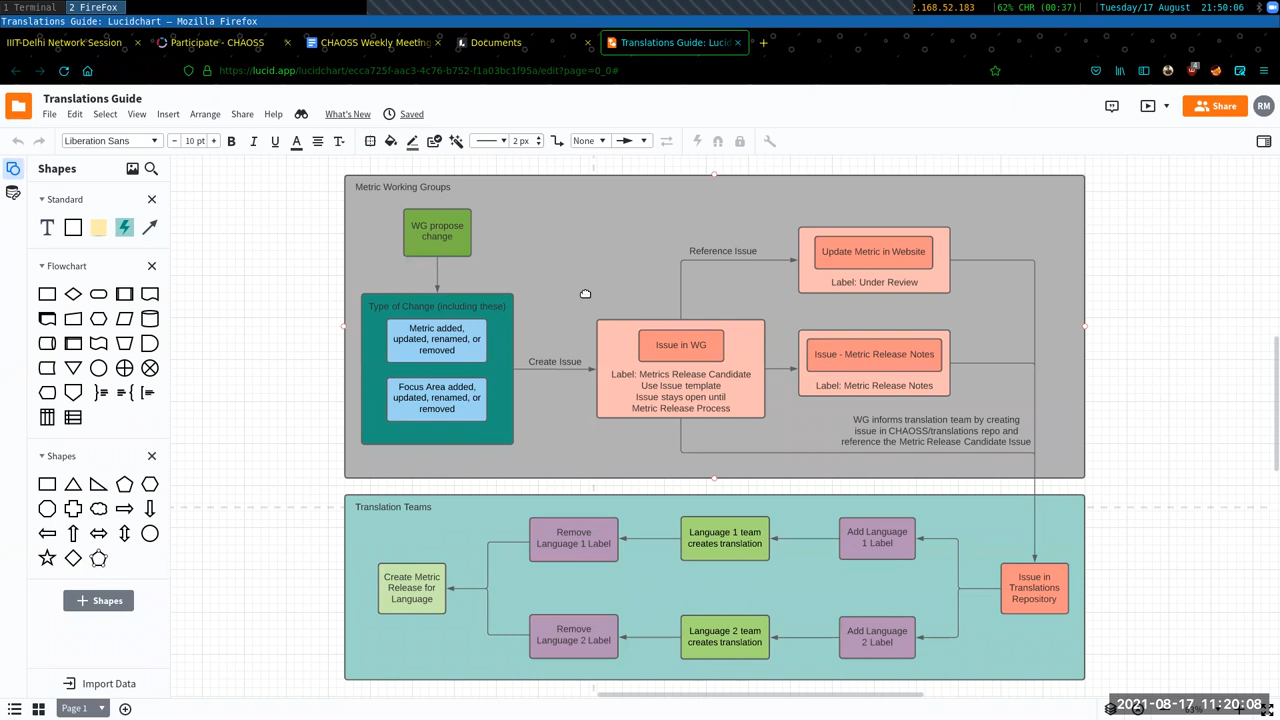 1 Terminal
2 FireFox
2.168.52.183
62% CHR (00:37)
Tuesday/17 August
21:50:06
Translations Guide: Lucidchart — Mozilla Firefox
IIIT-Delhi Network Session
Participate - CHAOSS
CHAOSS Weekly Meeting
Documents
Translations Guide: Lucid
https://lucid.app/lucidchart/ecca725f-aac3-4c76-b752-f1a03bc1f95a/edit?page=0_0#
4
Translations Guide
File Edit Select View Insert Arrange Share Help
What's New
Saved
Share
RM
Liberation Sans
10 pt
B I U A
T
2 px
None
Shapes
Standard
T
Flowchart
Shapes
+ Shapes
Import Data
Page 1
Metric Working Groups
WG propose
change
Type of Change (including these)
Metric added,
updated, renamed, or
removed
Focus Area added,
updated, renamed, or
removed
Create Issue
Reference Issue
Issue in WG
Label: Metrics Release Candidate
Use Issue template
Issue stays open until
Metric Release Process
Update Metric in Website
Label: Under Review
Issue - Metric Release Notes
Label: Metric Release Notes
WG informs translation team by creating
issue in CHAOSS/translations repo and
reference the Metric Release Candidate Issue
Translation Teams
Create Metric
Release for
Language
Remove
Language 1 Label
Language 1 team
creates translation
Add Language
1 Label
Issue in
Translations
Repository
Remove
Language 2 Label
Language 2 team
creates translation
Add Language
2 Label
2021-08-17 11:20:08